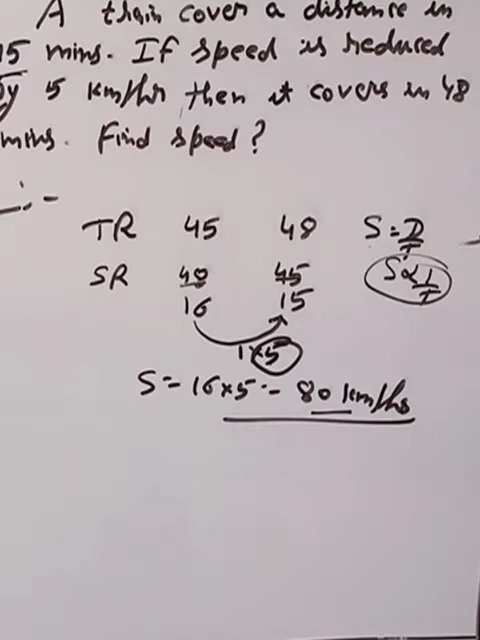 A train cover a distance in
15 mins. If speed is reduced
by 5 km/hr then it covers in 48
mins. Find speed?
:-
TR 45 48 S = D/T
SR 48 45 S ∝ 1/T
16 15
1×5
S = 16×5 = 80 km/hs